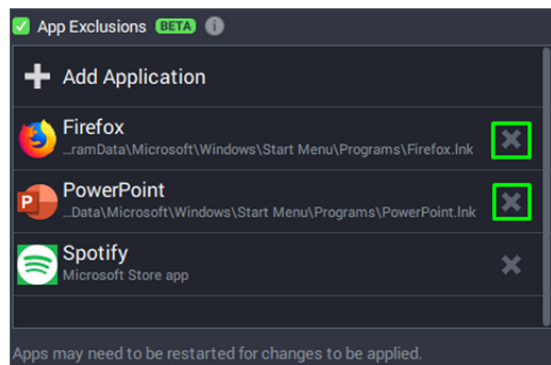 App Exclusions BETA i
Add Application
Firefox
...ramData\Microsoft\Windows\Start Menu\Programs\Firefox.lnk
P PowerPoint
...Data\Microsoft\Windows\Start Menu\Programs\PowerPoint.lnk
Spotify
Microsoft Store app
Apps may need to be restarted for changes to be applied.